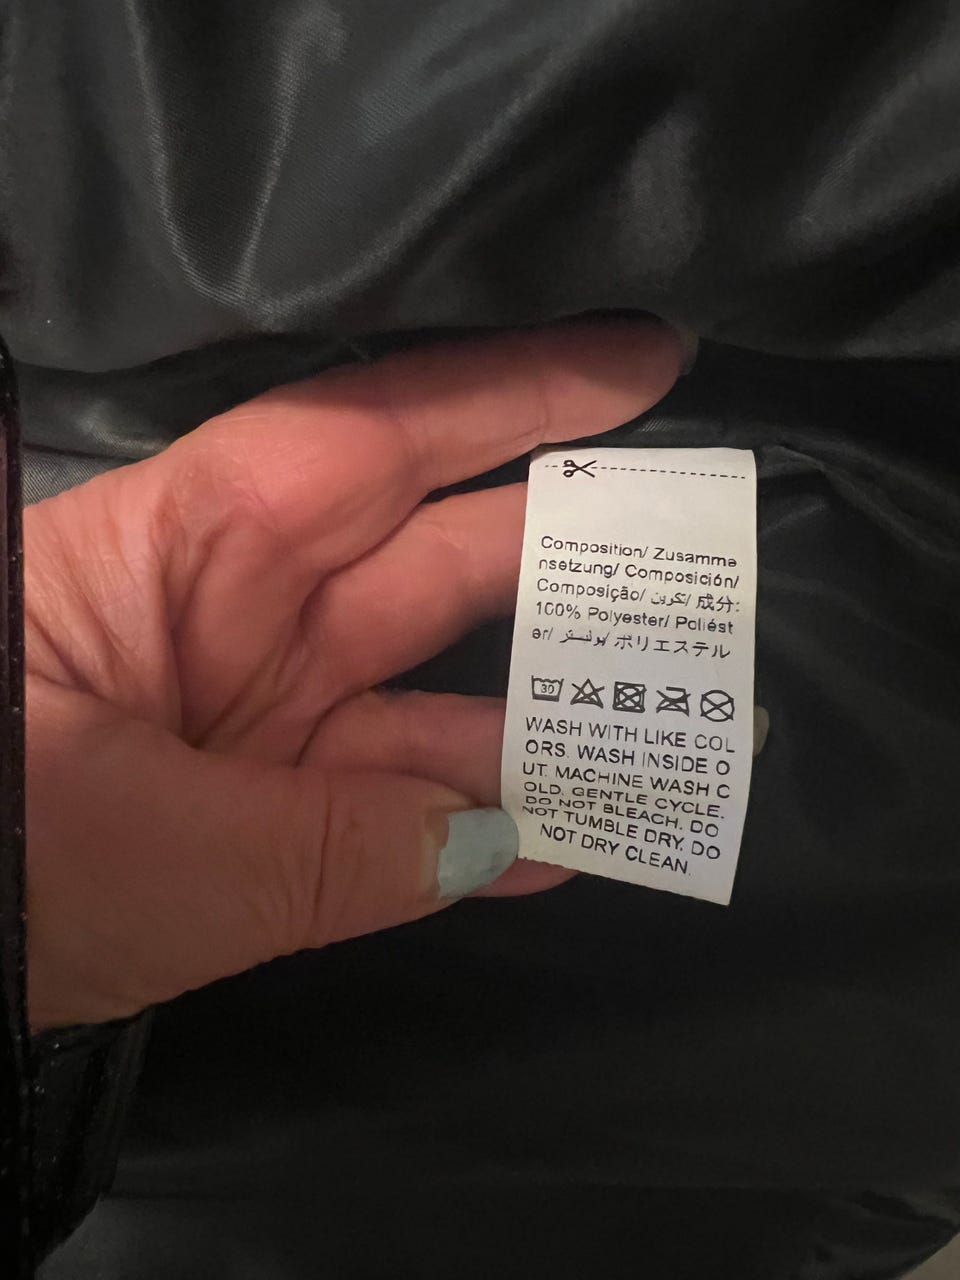 Composition/ Zusamme
nsetzung/ Composición/
Composição/ تكوين/ 成分:
100% Polyester/ Poliést
er/ بوليستر/ ポリエステル
30
WASH WITH LIKE COL
ORS. WASH INSIDE O
UT. MACHINE WASH C
OLD. GENTLE CYCLE.
DO NOT BLEACH. DO
NOT TUMBLE DRY. DO
NOT DRY CLEAN.